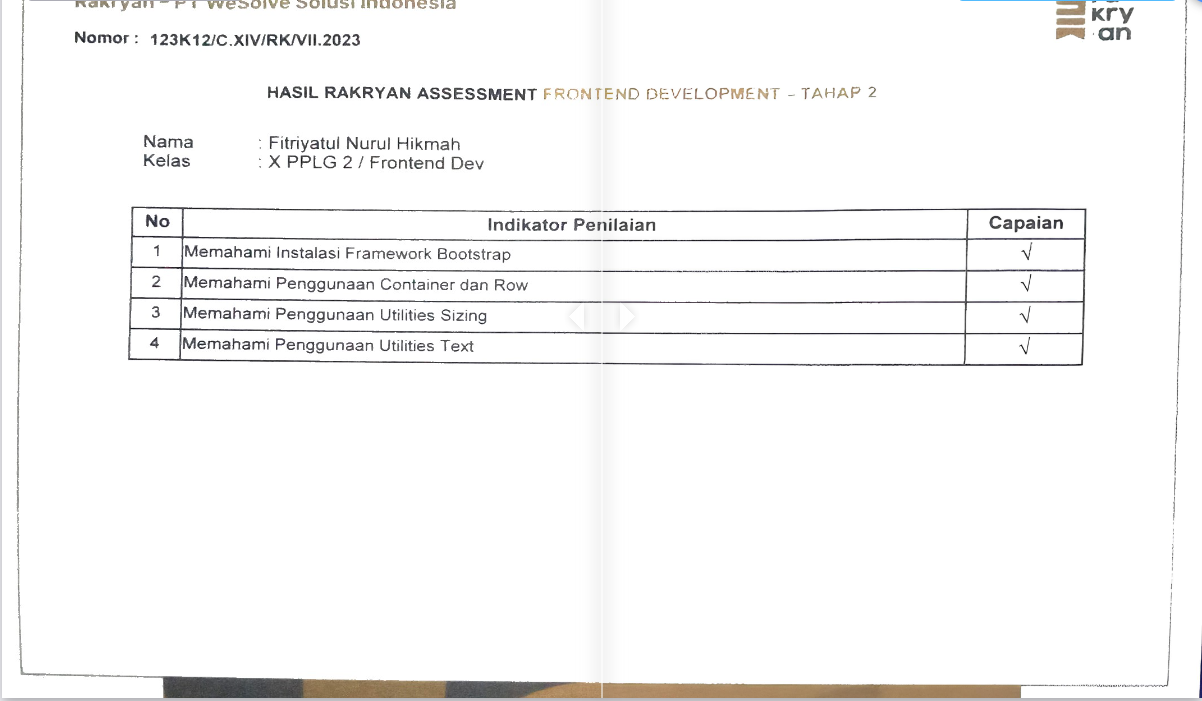 Rakryan - PT WeSolve Solusi Indonesia
kry
an
Nomor : 123K12/C.XIV/RK/VII.2023
HASIL RAKRYAN ASSESSMENT FRONTEND DEVELOPMENT - TAHAP 2
Nama : Fitriyatul Nurul Hikmah
Kelas : X PPLG 2 / Frontend Dev
No Indikator Penilaian Capaian
1 Memahami Instalasi Framework Bootstrap √
2 Memahami Penggunaan Container dan Row √
3 Memahami Penggunaan Utilities Sizing √
4 Memahami Penggunaan Utilities Text √